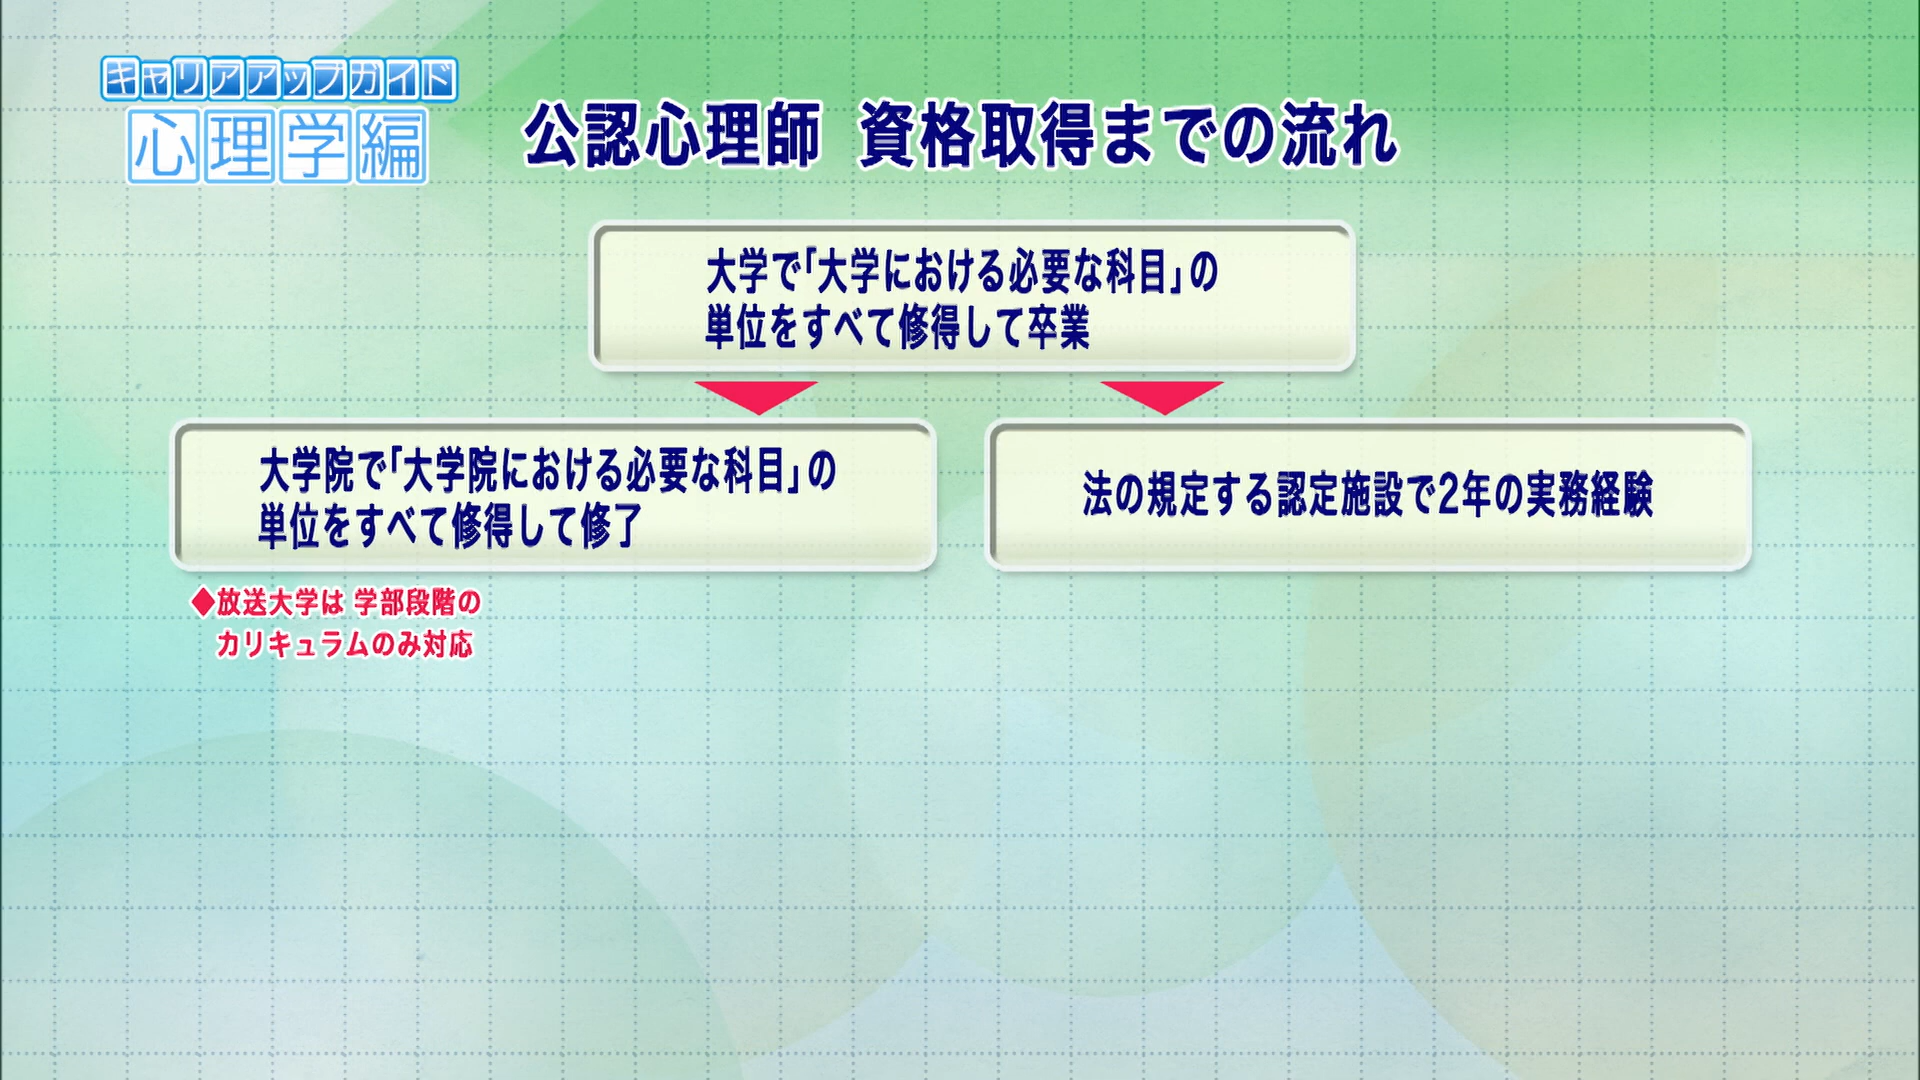 キャリアアップガイド
心理学編
公認心理師 資格取得までの流れ
大学で「大学における必要な科目」の
単位をすべて修得して卒業
大学院で「大学院における必要な科目」の
単位をすべて修得して修了
法の規定する認定施設で2年の実務経験
◆放送大学は 学部段階の
カリキュラムのみ対応